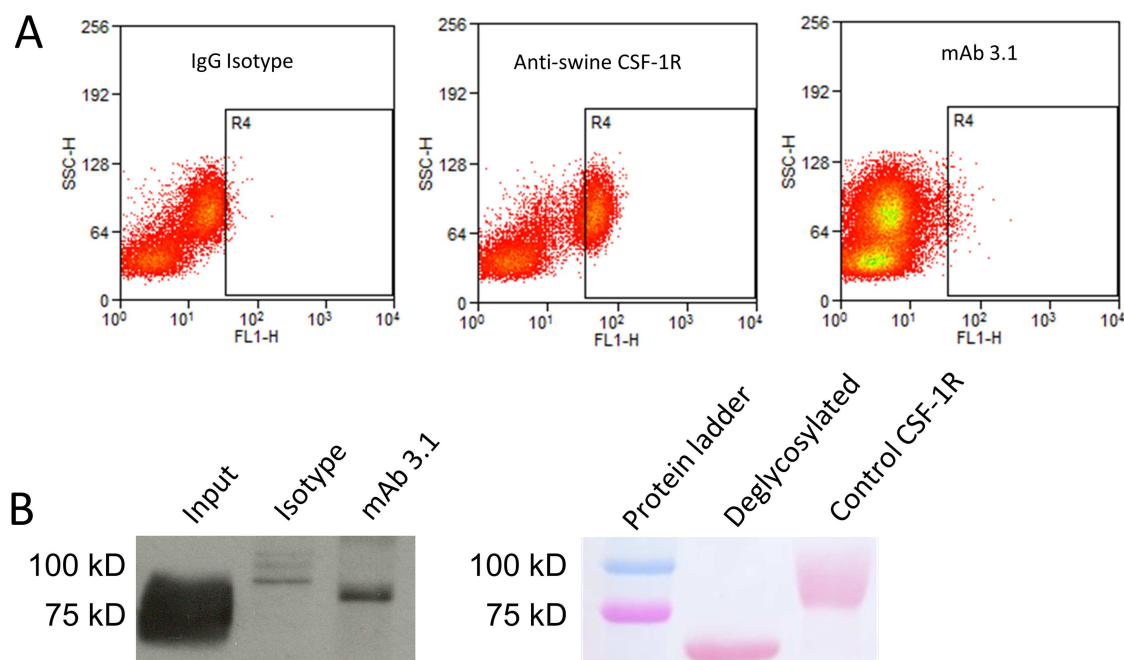 A
256
192
128
64
0
SSC-H
IgG Isotype
R4
10⁰
10¹
10²
10³
10⁴
FL1-H
256
192
128
64
0
SSC-H
Anti-swine CSF-1R
R4
10⁰
10¹
10²
10³
10⁴
FL1-H
256
192
128
64
0
SSC-H
mAb 3.1
R4
10⁰
10¹
10²
10³
10⁴
FL1-H
B
Input
Isotype
mAb 3.1
100 kD
75 kD
Protein ladder
Deglycosylated
Control CSF-1R
100 kD
75 kD